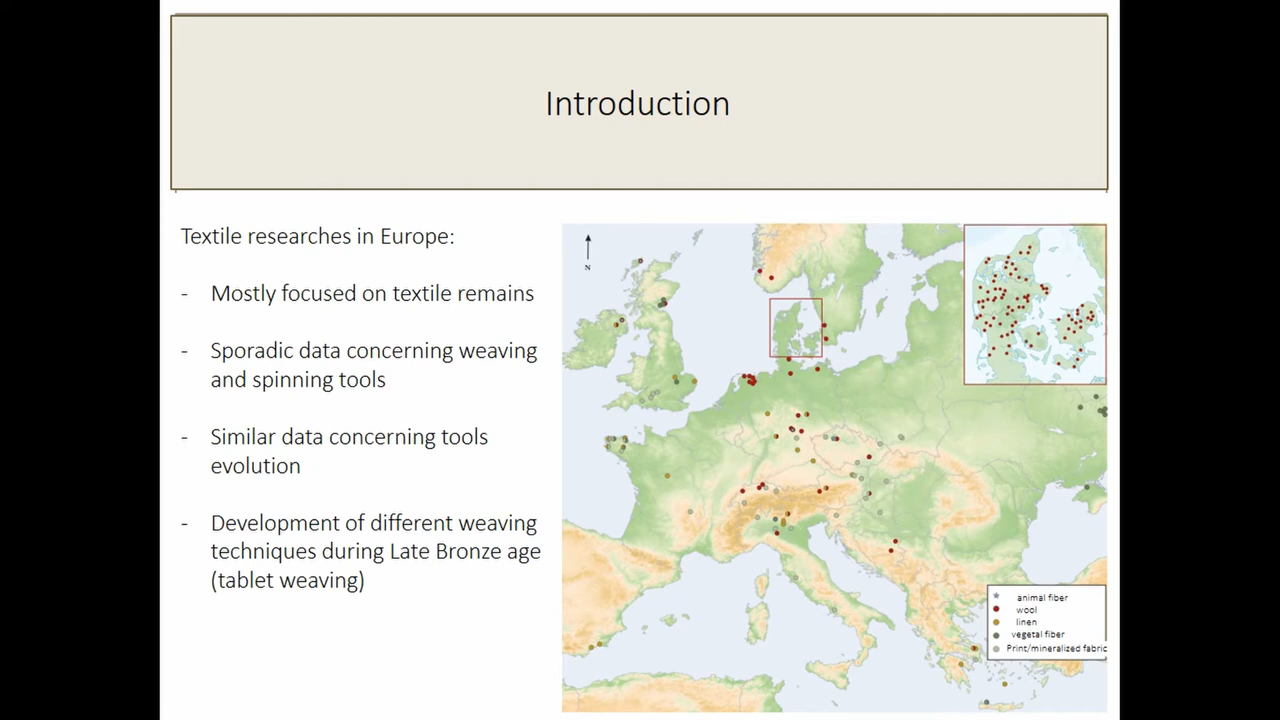 Introduction
Textile researches in Europe:
- Mostly focused on textile remains
- Sporadic data concerning weaving
and spinning tools
- Similar data concerning tools
evolution
- Development of different weaving
techniques during Late Bronze age
(tablet weaving)
N
animal fiber
wool
linen
vegetal fiber
Print/mineralized fabric